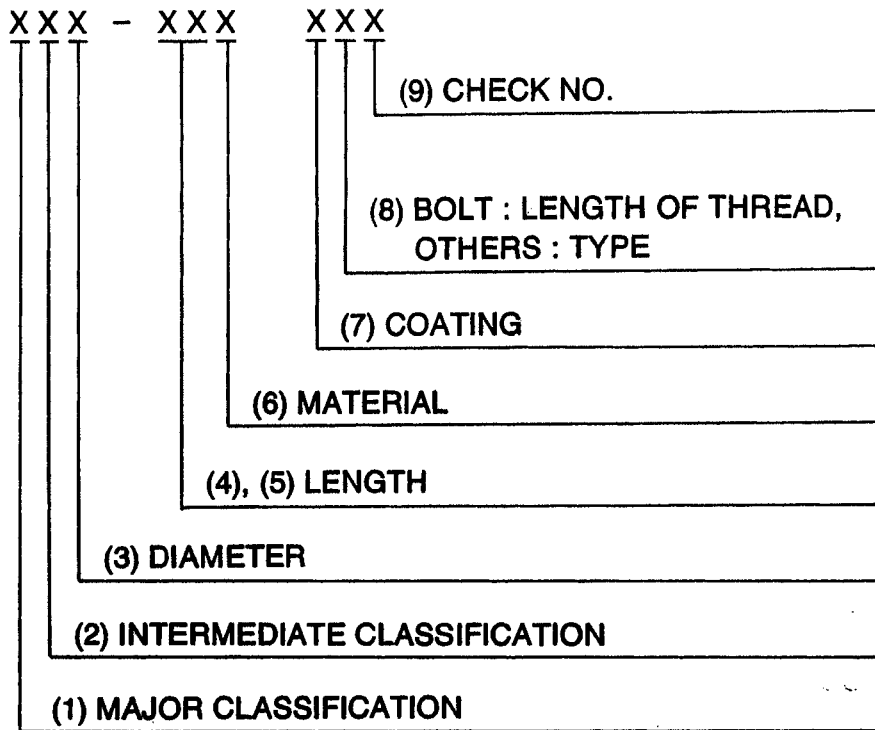 XXX - XXX XXX
(9) CHECK NO.
(8) BOLT : LENGTH OF THREAD,
OTHERS : TYPE
(7) COATING
(6) MATERIAL
(4), (5) LENGTH
(3) DIAMETER
(2) INTERMEDIATE CLASSIFICATION
(1) MAJOR CLASSIFICATION